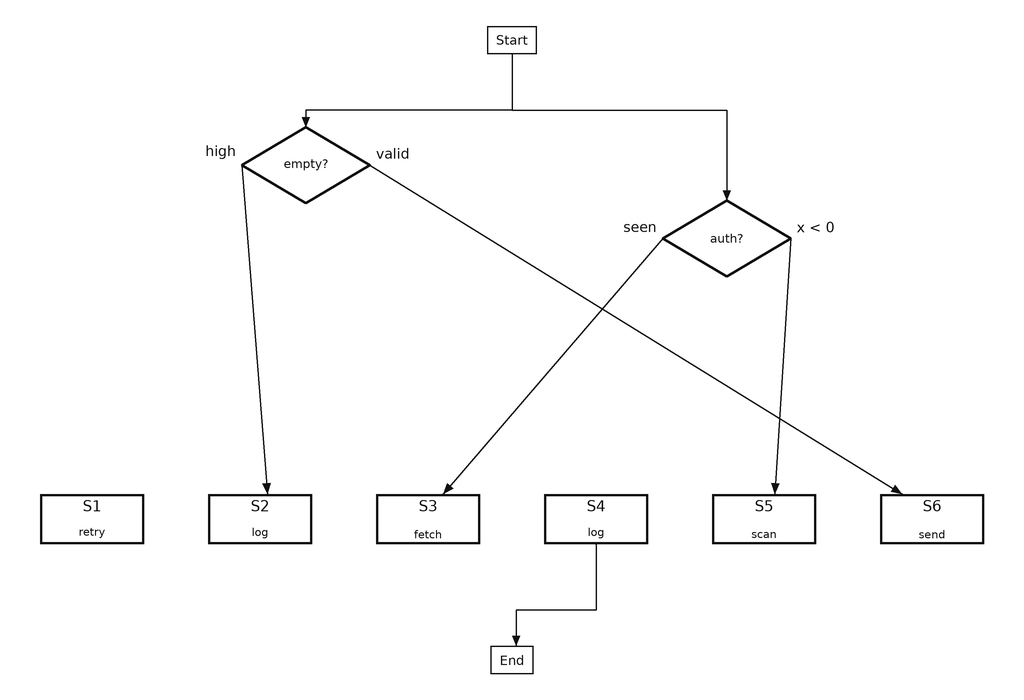 Start
high
empty?
valid
seen
auth?
x < 0
S1
retry
S2
log
S3
fetch
S4
log
S5
scan
S6
send
End